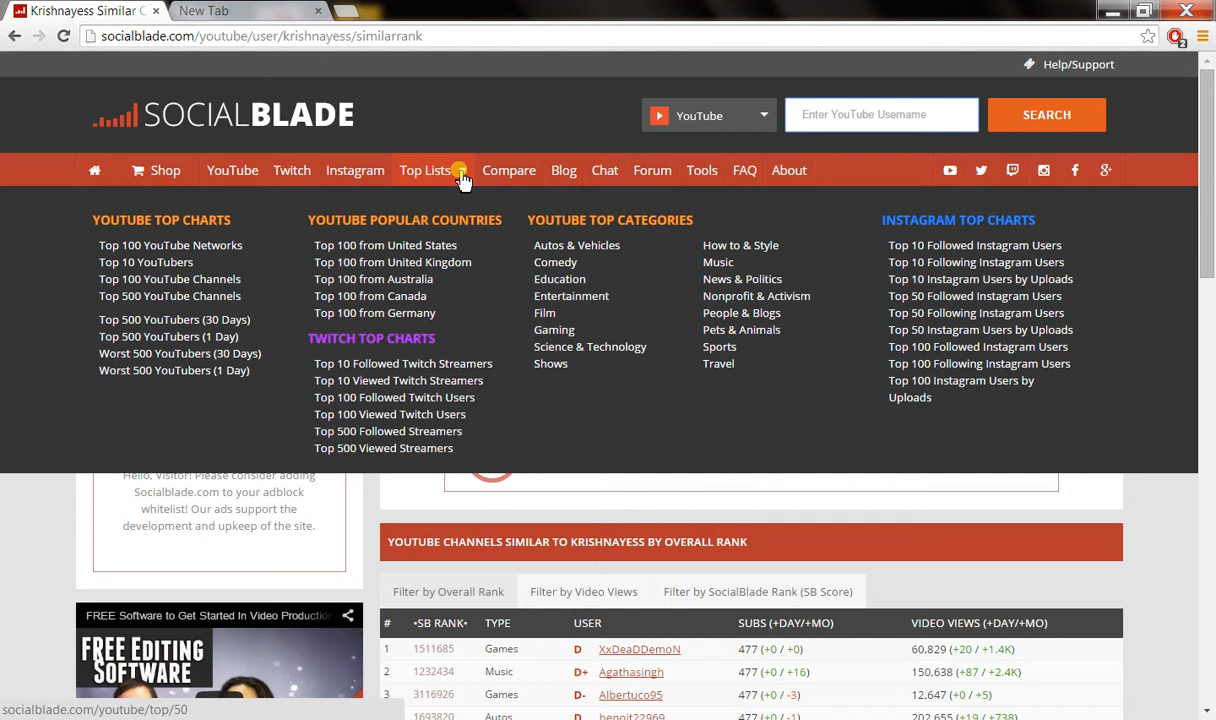 Krishnayess Similar C
New Tab
socialblade.com/youtube/user/krishnayess/similarrank
2
Help/Support
SOCIALBLADE
YouTube
Enter YouTube Username
SEARCH
Shop
YouTube
Twitch
Instagram
Top Lists
Compare
Blog
Chat
Forum
Tools
FAQ
About
YOUTUBE TOP CHARTS
Top 100 YouTube Networks
Top 10 YouTubers
Top 100 YouTube Channels
Top 500 YouTube Channels
Top 500 YouTubers (30 Days)
Top 500 YouTubers (1 Day)
Worst 500 YouTubers (30 Days)
Worst 500 YouTubers (1 Day)
YOUTUBE POPULAR COUNTRIES
Top 100 from United States
Top 100 from United Kingdom
Top 100 from Australia
Top 100 from Canada
Top 100 from Germany
TWITCH TOP CHARTS
Top 10 Followed Twitch Streamers
Top 10 Viewed Twitch Streamers
Top 100 Followed Twitch Users
Top 100 Viewed Twitch Users
Top 500 Followed Streamers
Top 500 Viewed Streamers
YOUTUBE TOP CATEGORIES
Autos & Vehicles
Comedy
Education
Entertainment
Film
Gaming
Science & Technology
Shows
How to & Style
Music
News & Politics
Nonprofit & Activism
People & Blogs
Pets & Animals
Sports
Travel
INSTAGRAM TOP CHARTS
Top 10 Followed Instagram Users
Top 10 Following Instagram Users
Top 10 Instagram Users by Uploads
Top 50 Followed Instagram Users
Top 50 Following Instagram Users
Top 50 Instagram Users by Uploads
Top 100 Followed Instagram Users
Top 100 Following Instagram Users
Top 100 Instagram Users by
Uploads
Hello, Visitor! Please consider adding
Socialblade.com to your adblock
whitelist! Our ads support the
development and upkeep of the site.
FREE Software to Get Started In Video Production
FREE EDITING
SOFTWARE
YOUTUBE CHANNELS SIMILAR TO KRISHNAYESS BY OVERALL RANK
Filter by Overall Rank
Filter by Video Views
Filter by SocialBlade Rank (SB Score)
# •SB RANK• TYPE USER SUBS (+DAY/+MO) VIDEO VIEWS (+DAY/+MO)
1 1511685 Games D XxDeaDDemoN 477 (+0 / +0) 60,829 (+20 / +1.4K)
2 1232434 Music D+ Agathasingh 477 (+0 / +16) 150,638 (+87 / +2.4K)
3 3116926 Games D- Albertuco95 477 (+0 / -3) 12,647 (+0 / +5)
1693820 Autos D benoit22969 477 (+0 / -1) 202,655 (+19 / +738)
socialblade.com/youtube/top/50